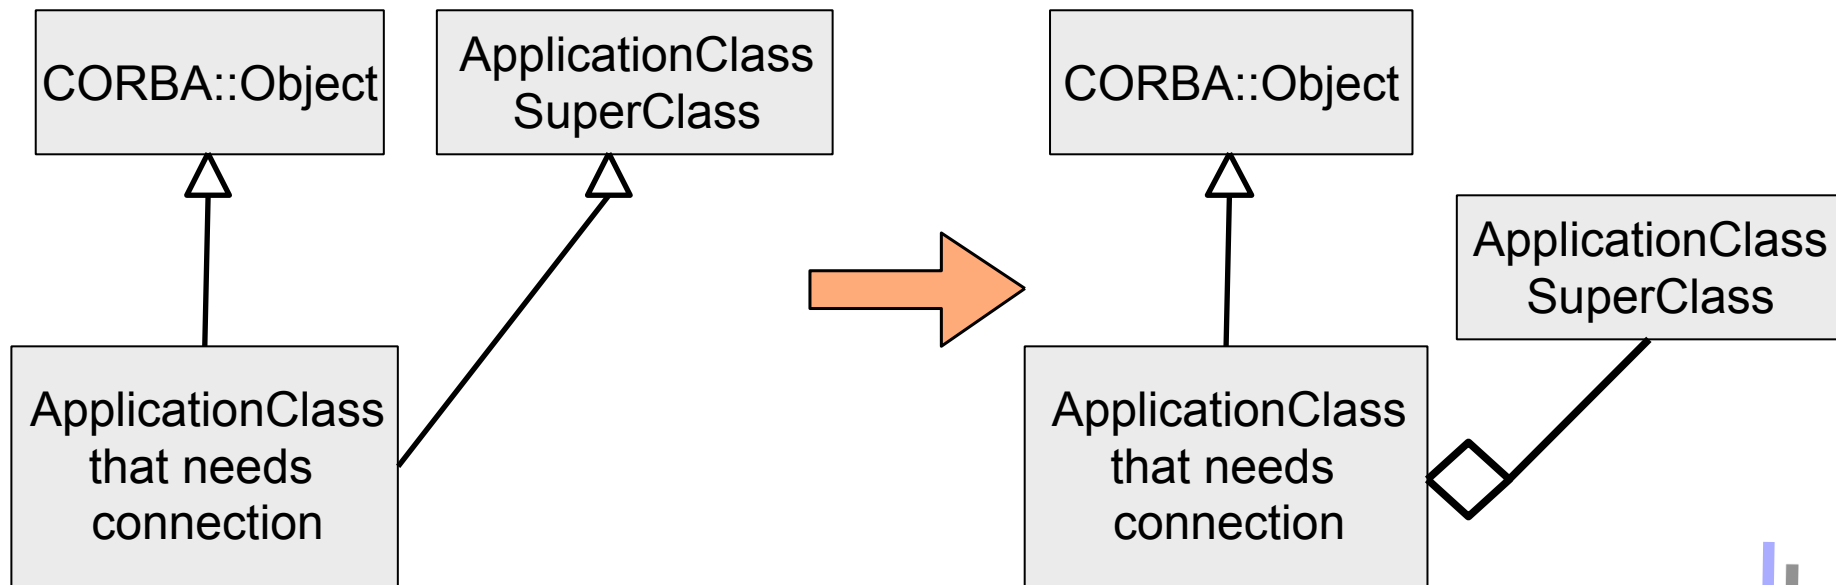 CORBA::Object
ApplicationClass
SuperClass
ApplicationClass
that needs
connection
CORBA::Object
ApplicationClass
SuperClass
ApplicationClass
that needs
connection